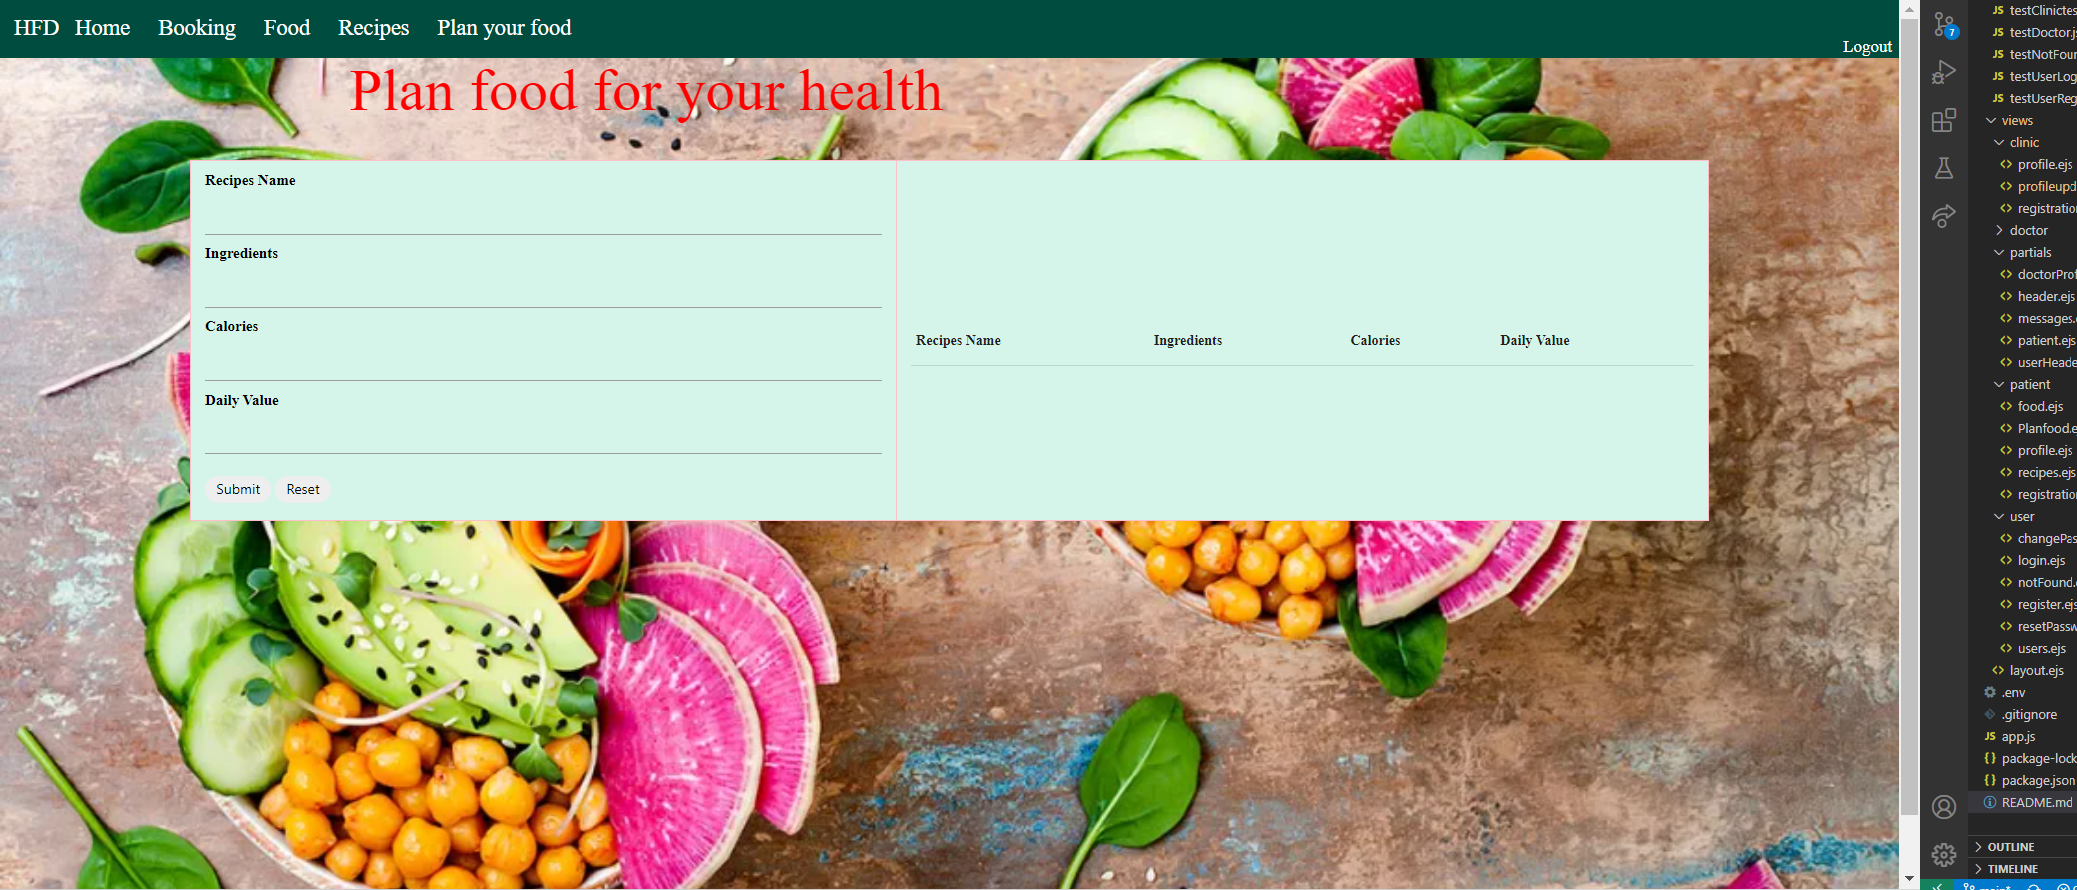 HFD Home Booking Food Recipes Plan your food
Logout
Plan food for your health
Recipes Name
Ingredients
Calories
Daily Value
Submit Reset
Recipes Name Ingredients Calories Daily Value
7
JS testClinictes
JS testDoctor.j
JS testNotFour
JS testUserLog
JS testUserReg
views
clinic
profile.ejs
profileupd
registration
doctor
partials
doctorProf
header.ejs
messages.
patient.ejs
userHeade
patient
food.ejs
Planfood.e
profile.ejs
recipes.ejs
registration
user
changePas
login.ejs
notFound.
register.ejs
resetPassw
users.ejs
layout.ejs
.env
.gitignore
JS app.js
{} package-lock
{} package.json
README.md
OUTLINE
TIMELINE